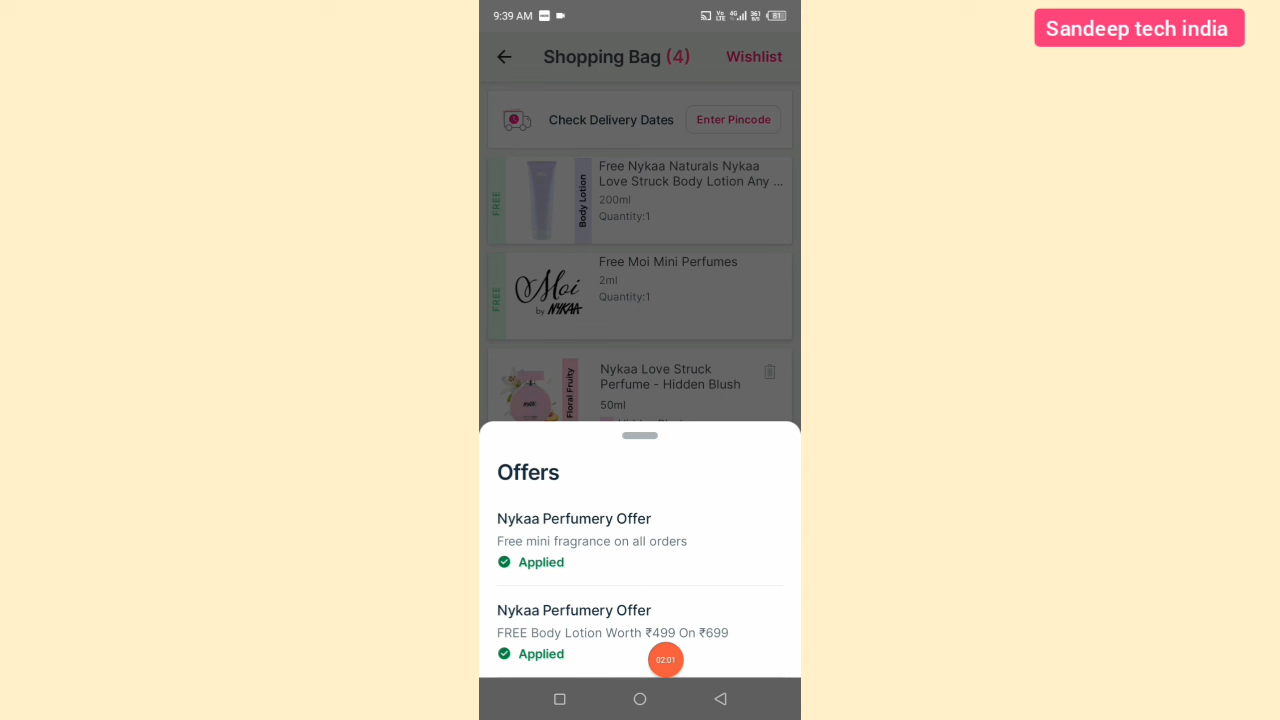 Sandeep tech india
9:39 AM
Shopping Bag (4)
Wishlist
Check Delivery Dates
Enter Pincode
FREE
Body Lotion
Free Nykaa Naturals Nykaa
Love Struck Body Lotion Any ...
200ml
Quantity:1
FREE
Moi
by NYKAA
Free Moi Mini Perfumes
2ml
Quantity:1
Floral Fruity
Nykaa Love Struck
Perfume - Hidden Blush
50ml
Offers
Nykaa Perfumery Offer
Free mini fragrance on all orders
Applied
Nykaa Perfumery Offer
FREE Body Lotion Worth ₹499 On ₹699
Applied
02:01